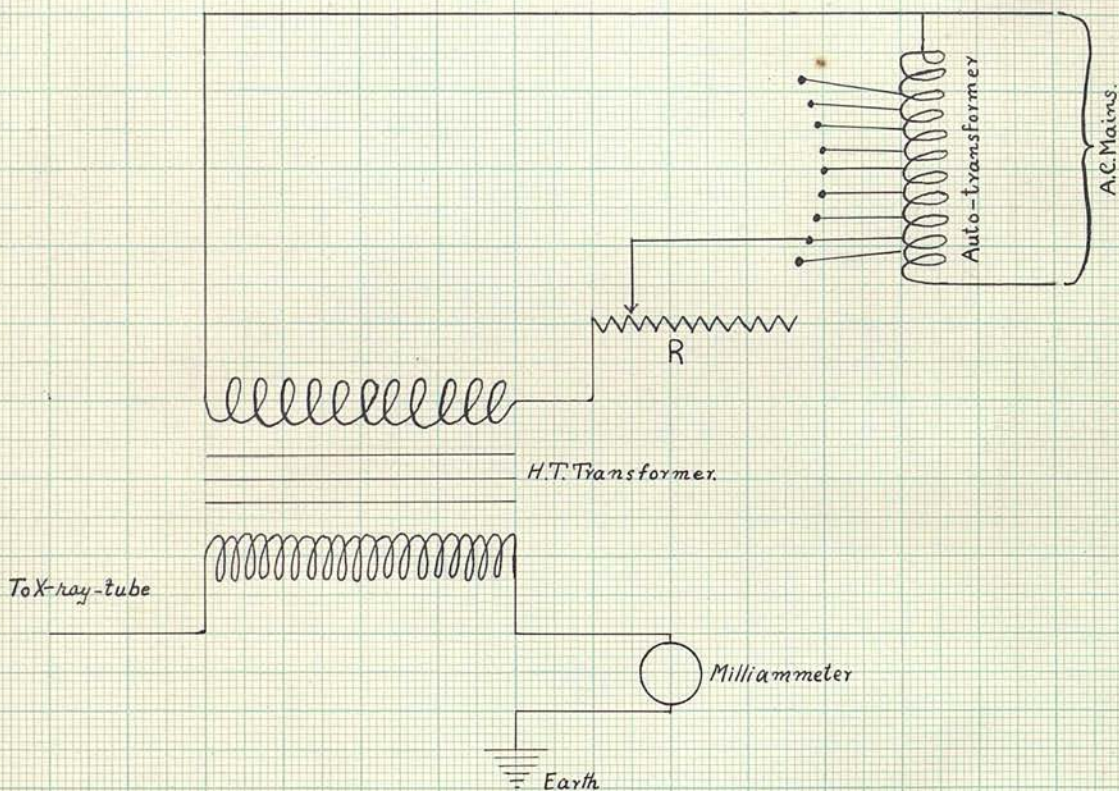 A.C. Mains.
Auto-transformer
R
H.T. Transformer.
To X-ray-tube
Milliammeter
Earth